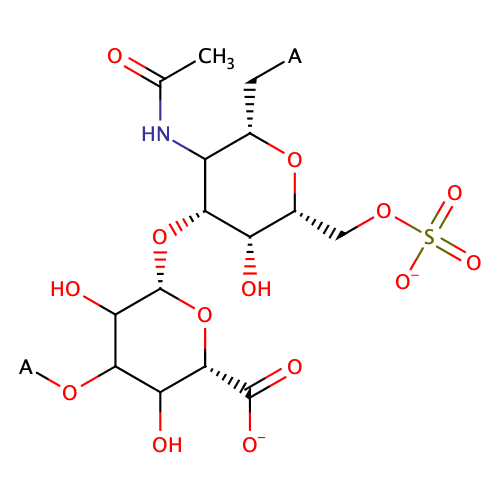 O CH3 A
HN O O O
S
O O
O⁻
HO OH
O
A O O
OH O⁻